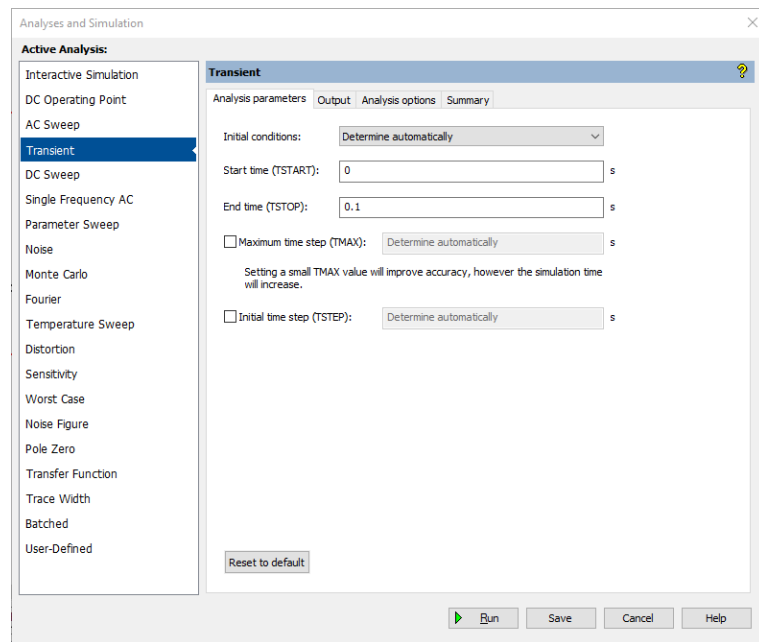 Analyses and Simulation
Active Analysis:
Interactive Simulation
DC Operating Point
AC Sweep
Transient
DC Sweep
Single Frequency AC
Parameter Sweep
Noise
Monte Carlo
Fourier
Temperature Sweep
Distortion
Sensitivity
Worst Case
Noise Figure
Pole Zero
Transfer Function
Trace Width
Batched
User-Defined
Transient
Analysis parameters Output Analysis options Summary
Initial conditions: Determine automatically
Start time (TSTART): 0 s
End time (TSTOP): 0.1 s
Maximum time step (TMAX): Determine automatically s
Setting a small TMAX value will improve accuracy, however the simulation time
will increase.
Initial time step (TSTEP): Determine automatically s
Reset to default
Run Save Cancel Help